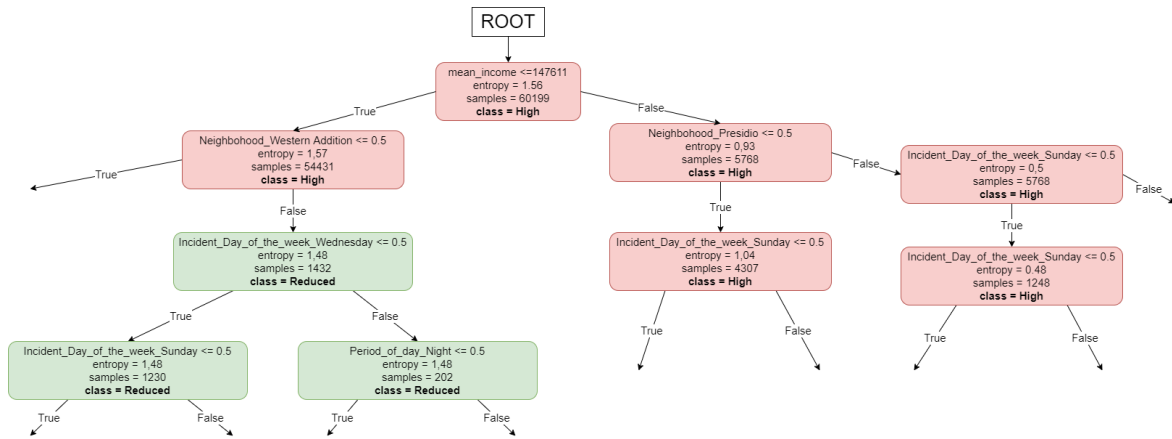 ROOT
mean_income <=147611
entropy = 1.56
samples = 60199
class = High
True
False
Neighbohood_Western Addition <= 0.5
entropy = 1,57
samples = 54431
class = High
Neighbohood_Presidio <= 0.5
entropy = 0,93
samples = 5768
class = High
Incident_Day_of_the_week_Sunday <= 0.5
entropy = 0,5
samples = 5768
class = High
True
False
False
False
True
True
Incident_Day_of_the_week_Wednesday <= 0.5
entropy = 1,48
samples = 1432
class = Reduced
Incident_Day_of_the_week_Sunday <= 0.5
entropy = 1,04
samples = 4307
class = High
Incident_Day_of_the_week_Sunday <= 0.5
entropy = 0.48
samples = 1248
class = High
True
False
True
False
True
False
Incident_Day_of_the_week_Sunday <= 0.5
entropy = 1,48
samples = 1230
class = Reduced
Period_of_day_Night <= 0.5
entropy = 1,48
samples = 202
class = Reduced
True
False
True
False